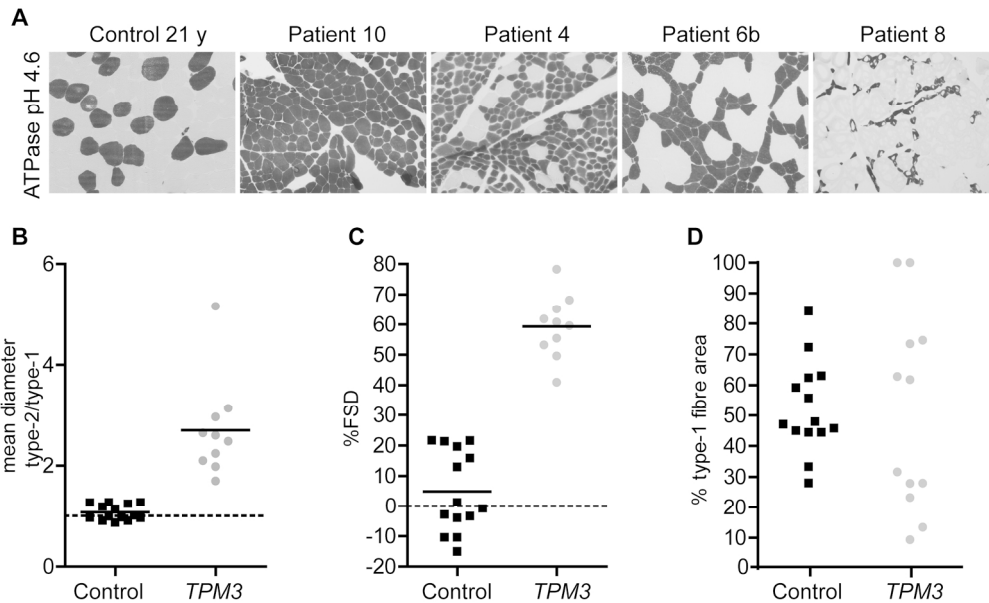 A
Control 21 y Patient 10 Patient 4 Patient 6b Patient 8
ATPase pH 4.6
B
mean diameter
type-2/type-1
6
4
2
0
Control TPM3
C
%FSD
80
70
60
50
40
30
20
10
0
-10
-20
Control TPM3
D
% type-1 fibre area
100
90
80
70
60
50
40
30
20
10
0
Control TPM3